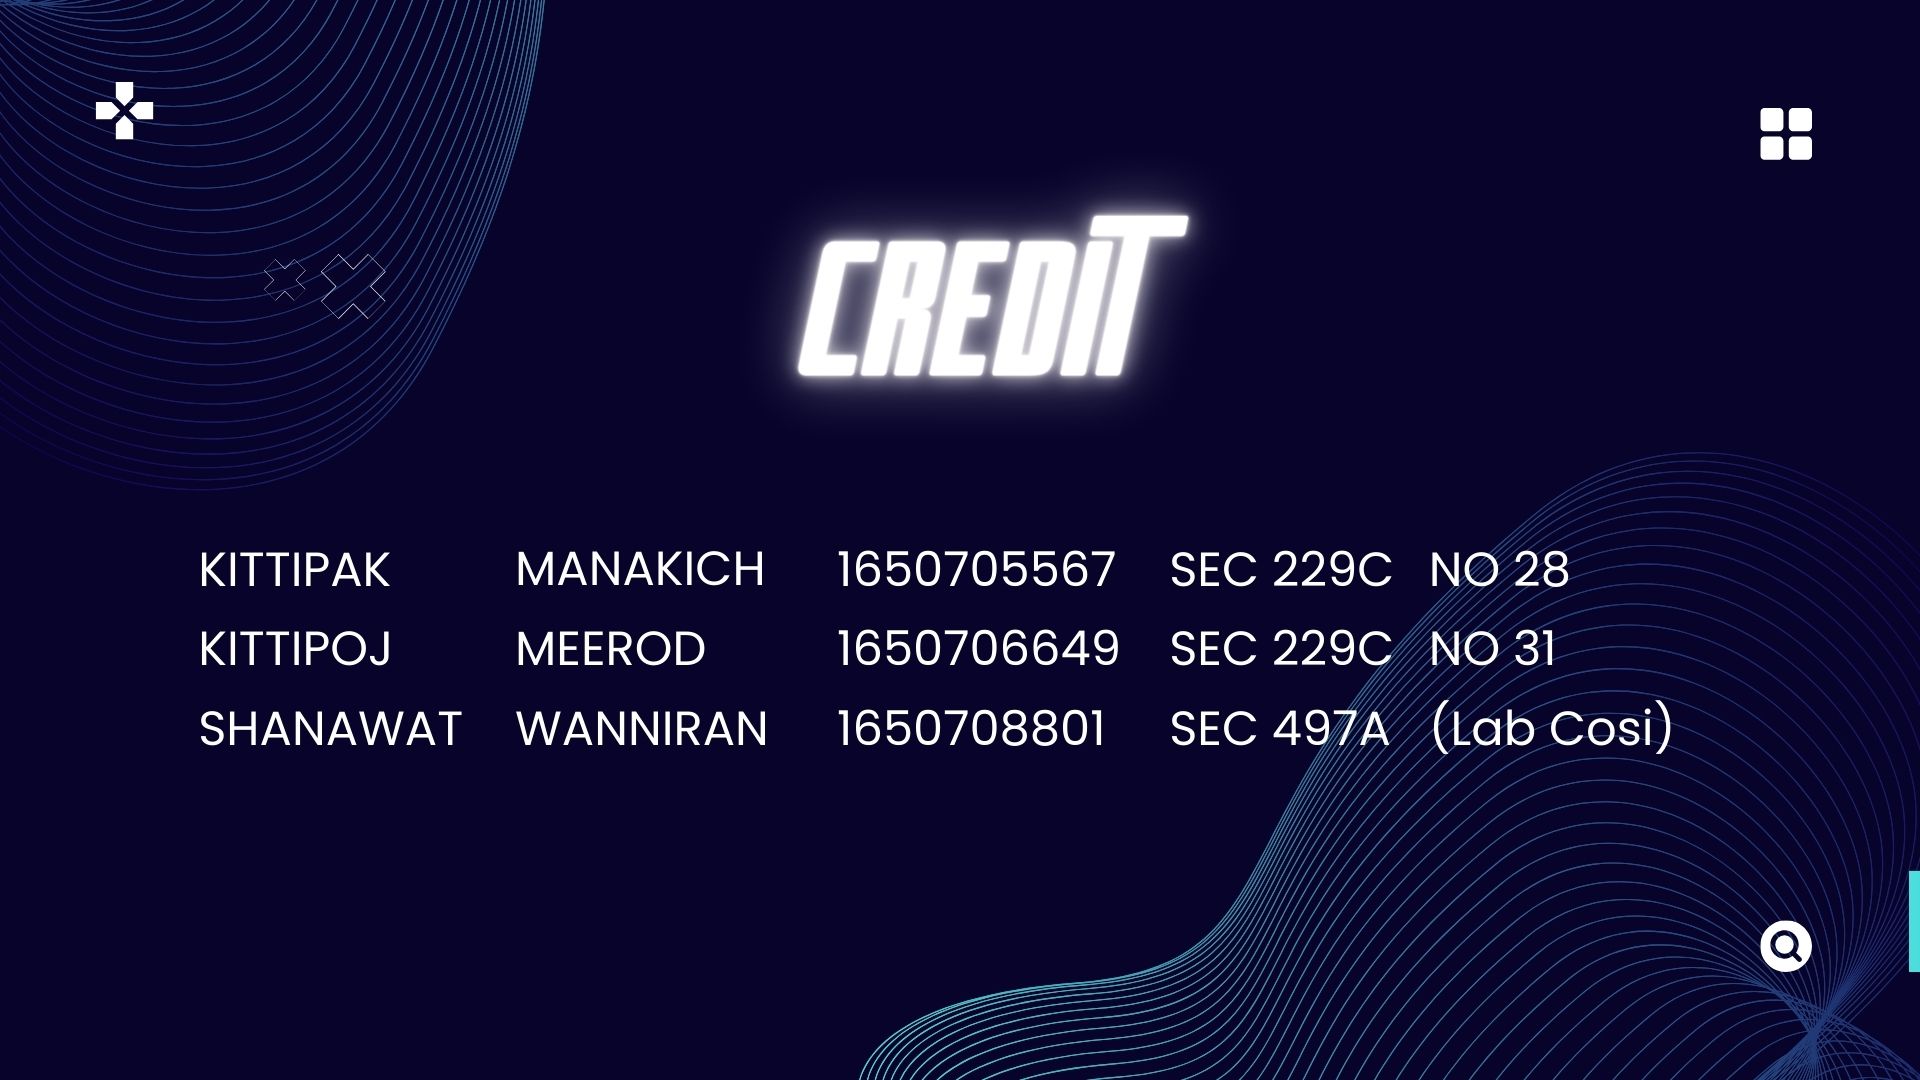 CREDIT
KITTIPAK MANAKICH 1650705567 SEC 229C NO 28
KITTIPOJ MEEROD 1650706649 SEC 229C NO 31
SHANAWAT WANNIRAN 1650708801 SEC 497A (Lab Cosi)